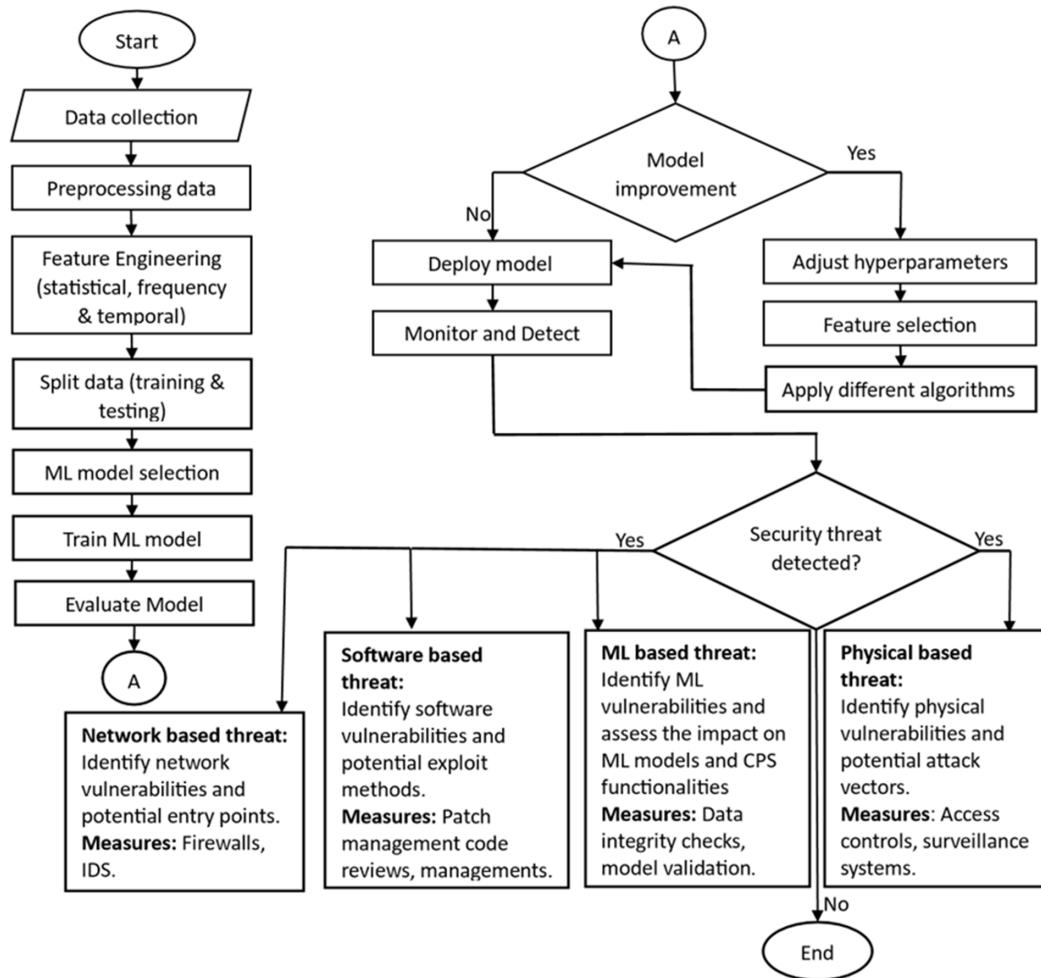 Start
Data collection
Preprocessing data
Feature Engineering
(statistical, frequency
& temporal)
Split data (training &
testing)
ML model selection
Train ML model
Evaluate Model
A
A
Model
improvement
Yes
No
Deploy model
Monitor and Detect
Adjust hyperparameters
Feature selection
Apply different algorithms
Security threat
detected?
Yes
Yes
Network based threat:
Identify network
vulnerabilities and
potential entry points.
Measures: Firewalls,
IDS.
Software based
threat:
Identify software
vulnerabilities and
potential exploit
methods.
Measures: Patch
management code
reviews, managements.
ML based threat:
Identify ML
vulnerabilities and
assess the impact on
ML models and CPS
functionalities
Measures: Data
integrity checks,
model validation.
Physical based
threat:
Identify physical
vulnerabilities and
potential attack
vectors.
Measures: Access
controls, surveillance
systems.
No
End